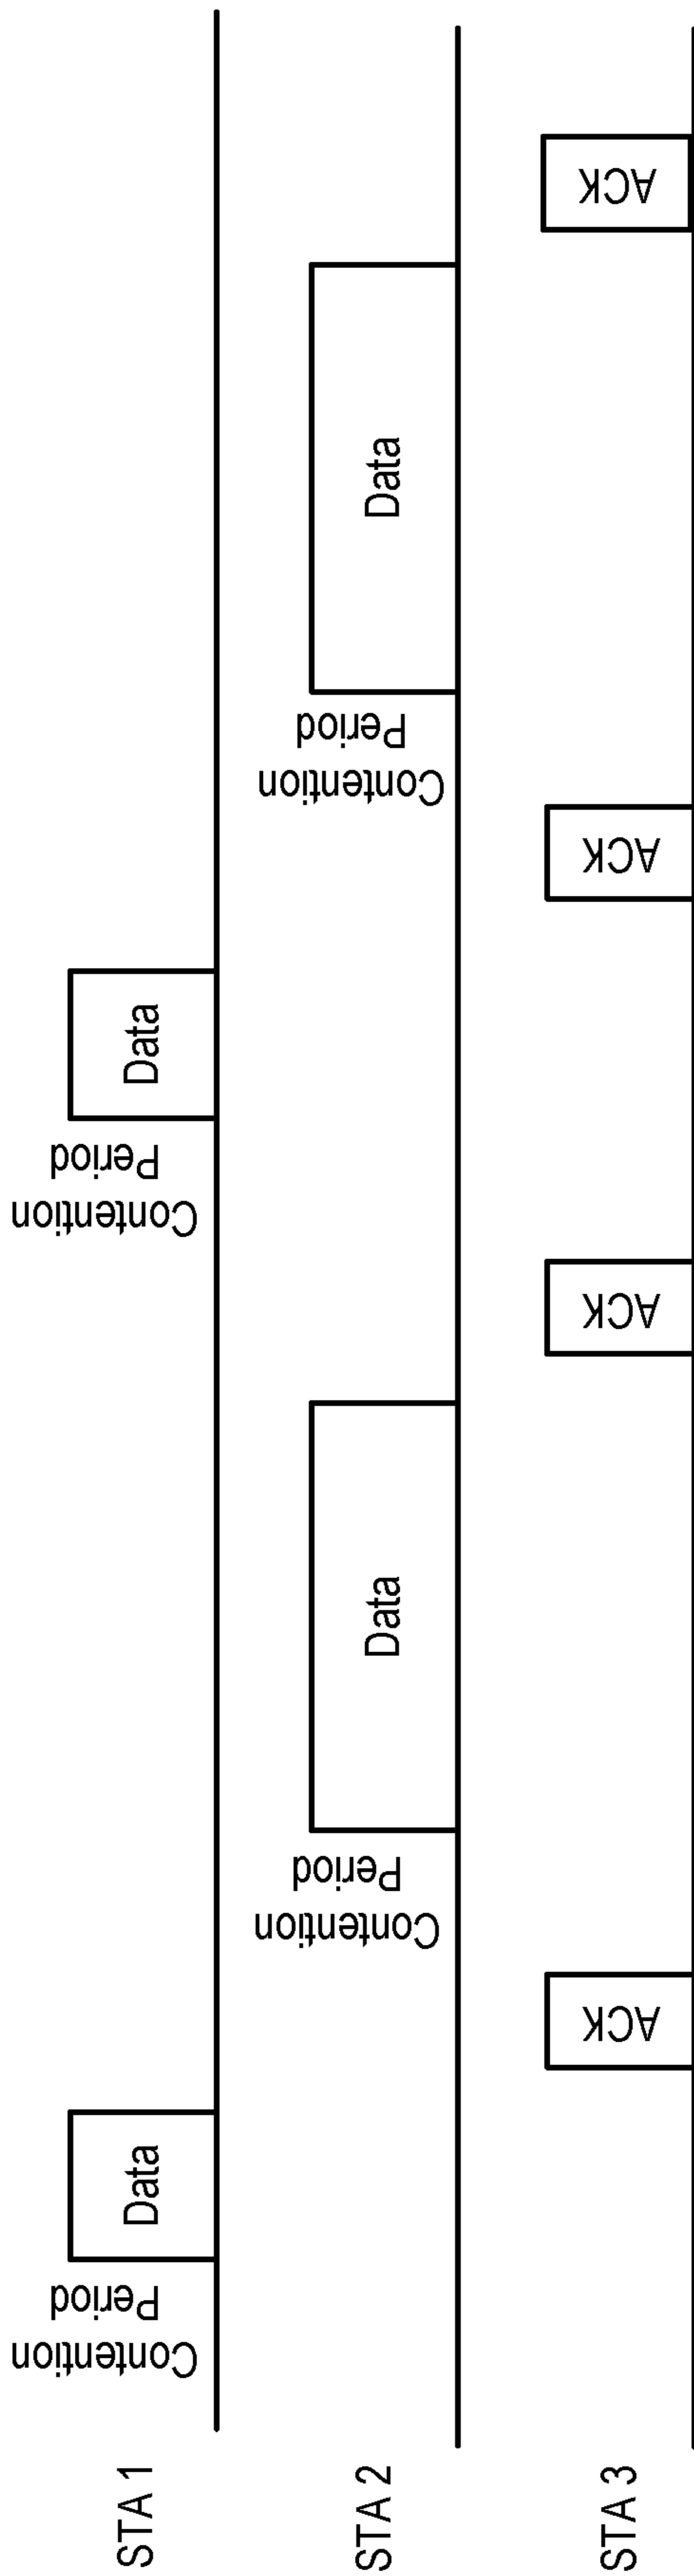 STA 1
Contention
Period
Data
Contention
Period
Data
STA 2
Contention
Period
Data
Contention
Period
Data
STA 3
ACK
ACK
ACK
ACK